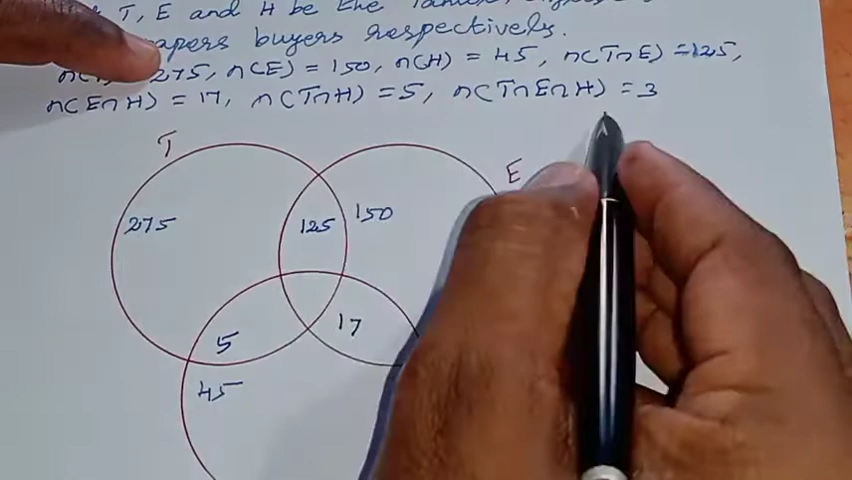 T, E and H be the
papers buyers respectively.
275, n(E) = 150, n(H) = 45, n(T∩E) = 125,
n(E∩H) = 17, n(T∩H) = 5, n(T∩E∩H) = 3
T
E
275
125
150
5
17
45